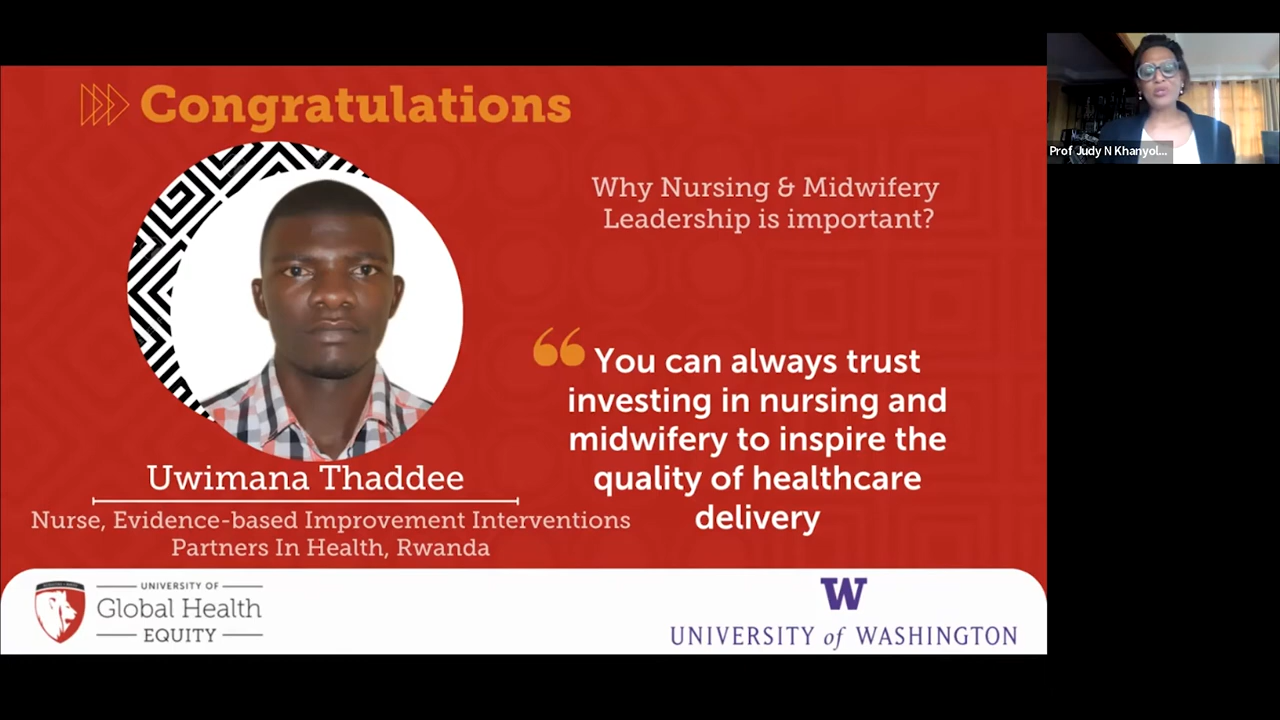 Congratulations
Why Nursing & Midwifery
Leadership is important?
“ You can always trust
investing in nursing and
midwifery to inspire the
quality of healthcare
delivery
Uwimana Thaddee
Nurse, Evidence-based Improvement Interventions
Partners In Health, Rwanda
UNIVERSITY OF
Global Health
EQUITY
W
UNIVERSITY of WASHINGTON
Prof Judy N Khanyol...